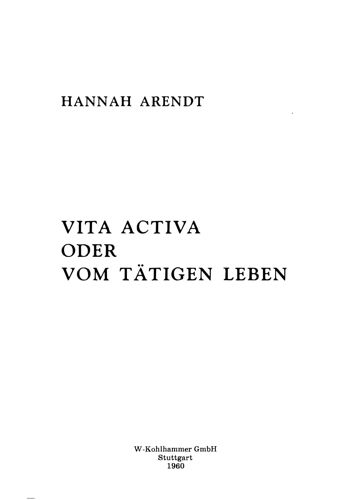 HANNAH ARENDT
VITA ACTIVA
ODER
VOM TÄTIGEN LEBEN
W-Kohlhammer GmbH
Stuttgart
1960